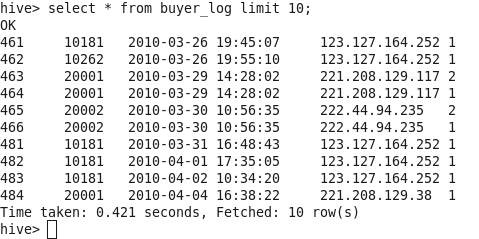 hive> select * from buyer_log limit 10;
OK
461 10181 2010-03-26 19:45:07 123.127.164.252 1
462 10262 2010-03-26 19:55:10 123.127.164.252 1
463 20001 2010-03-29 14:28:02 221.208.129.117 2
464 20001 2010-03-29 14:28:02 221.208.129.117 1
465 20002 2010-03-30 10:56:35 222.44.94.235 2
466 20002 2010-03-30 10:56:35 222.44.94.235 1
481 10181 2010-03-31 16:48:43 123.127.164.252 1
482 10181 2010-04-01 17:35:05 123.127.164.252 1
483 10181 2010-04-02 10:34:20 123.127.164.252 1
484 20001 2010-04-04 16:38:22 221.208.129.38 1
Time taken: 0.421 seconds, Fetched: 10 row(s)
hive>